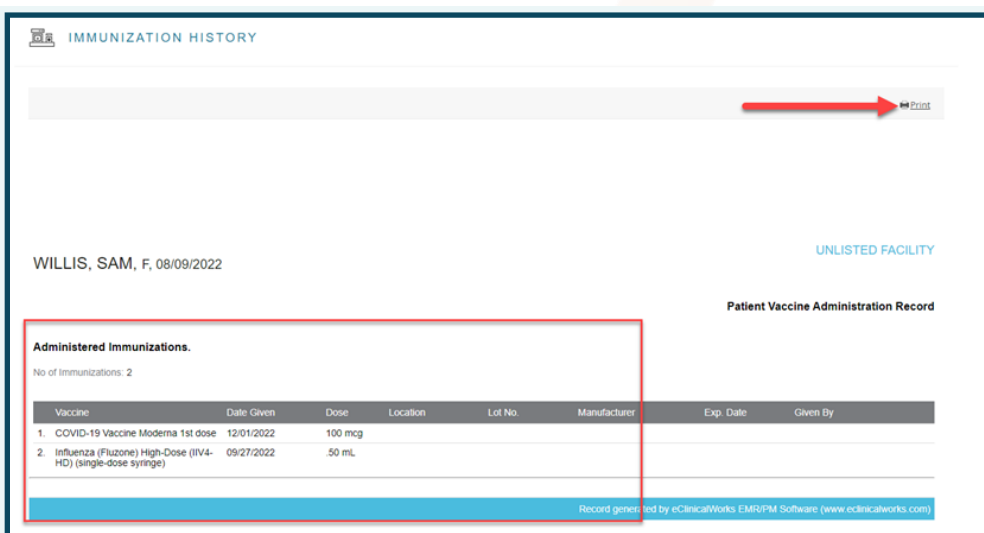 IMMUNIZATION HISTORY
Print
UNLISTED FACILITY
WILLIS, SAM, F, 08/09/2022
Patient Vaccine Administration Record
Administered Immunizations.
No of Immunizations: 2
Vaccine Date Given Dose Location Lot No. Manufacturer Exp. Date Given By
1. COVID-19 Vaccine Moderna 1st dose 12/01/2022 100 mcg
2. Influenza (Fluzone) High-Dose (IIV4- 09/27/2022 .50 mL
HD) (single-dose syringe)
Record generated by eClinicalWorks EMR/PM Software (www.eclinicalworks.com)